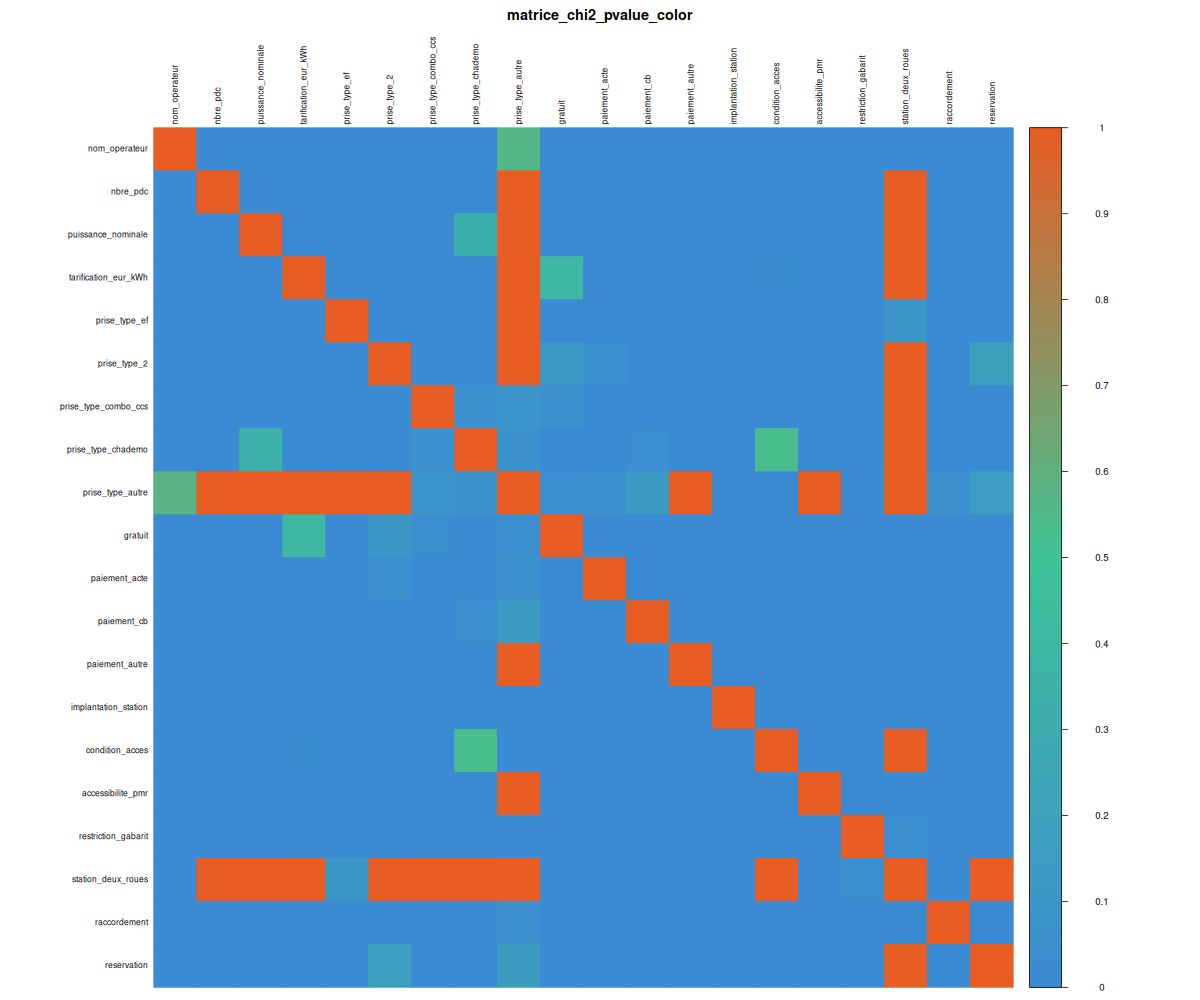 matrice_chi2_pvalue_color
nom_operateur
nbre_pdc
puissance_nominale
tarification_eur_kWh
prise_type_ef
prise_type_2
prise_type_combo_ccs
prise_type_chademo
prise_type_autre
gratuit
paiement_acte
paiement_cb
paiement_autre
implantation_station
condition_acces
accessibilite_pmr
restriction_gabarit
station_deux_roues
raccordement
reservation
nom_operateur
nbre_pdc
puissance_nominale
tarification_eur_kWh
prise_type_ef
prise_type_2
prise_type_combo_ccs
prise_type_chademo
prise_type_autre
gratuit
paiement_acte
paiement_cb
paiement_autre
implantation_station
condition_acces
accessibilite_pmr
restriction_gabarit
station_deux_roues
raccordement
reservation
1
0.9
0.8
0.7
0.6
0.5
0.4
0.3
0.2
0.1
0